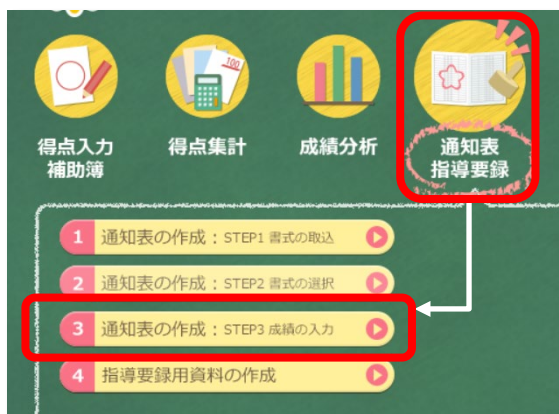 100
得点入力
補助簿
得点集計
成績分析
通知表
指導要録
1 通知表の作成：STEP1 書式の取込
2 通知表の作成：STEP2 書式の選択
3 通知表の作成：STEP3 成績の入力
4 指導要録用資料の作成